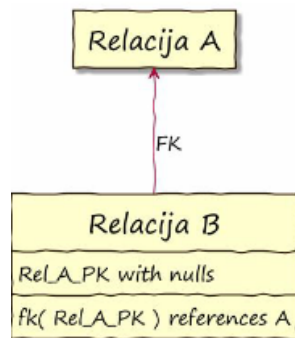 Relacija A
FK
Relacija B
Rel_A_PK with nulls
fk( Rel_A_PK ) references A